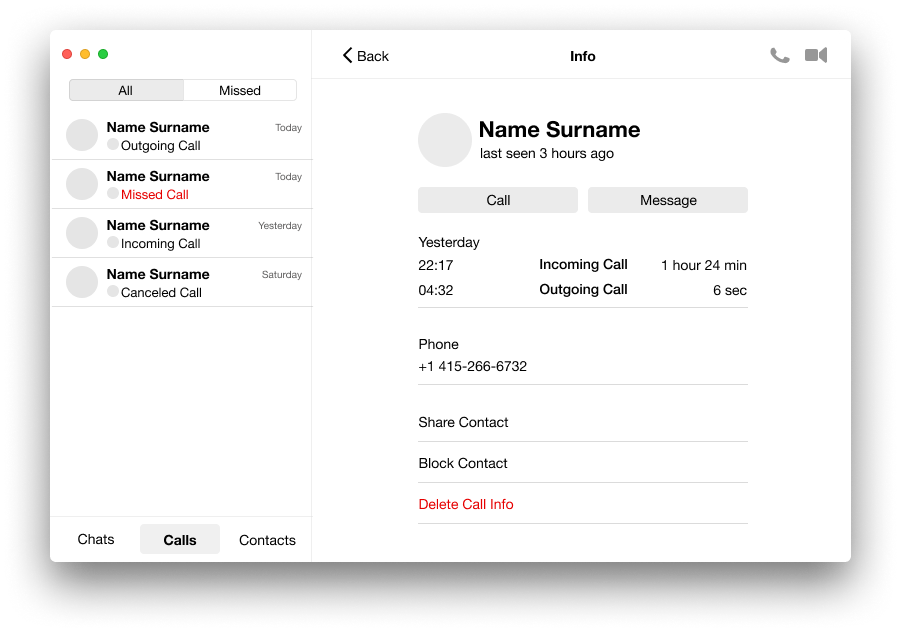 All Missed
Name Surname Today
Outgoing Call
Name Surname Today
Missed Call
Name Surname Yesterday
Incoming Call
Name Surname Saturday
Canceled Call
Chats Calls Contacts
Back Info
Name Surname
last seen 3 hours ago
Call Message
Yesterday
22:17 Incoming Call 1 hour 24 min
04:32 Outgoing Call 6 sec
Phone
+1 415-266-6732
Share Contact
Block Contact
Delete Call Info